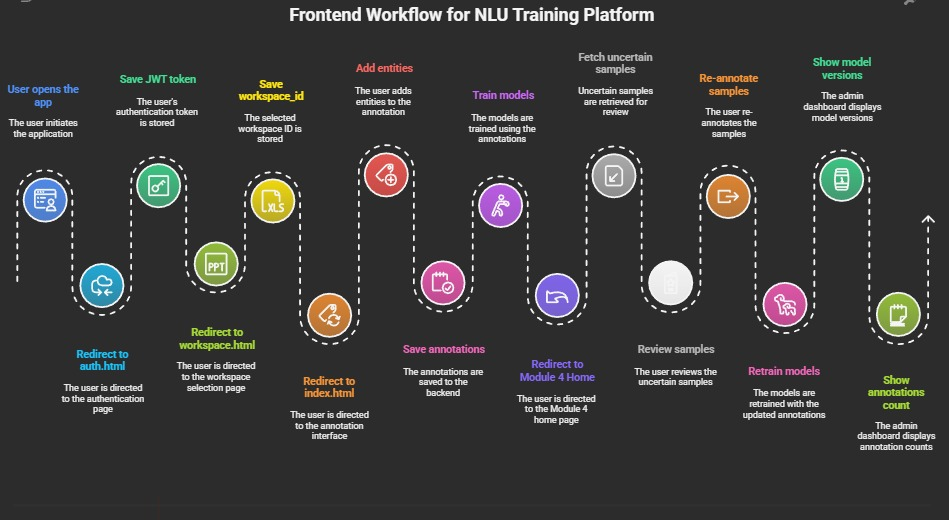 Frontend Workflow for NLU Training Platform
User opens the
app
The user initiates
the application
Redirect to
auth.html
The user is directed
to the authentication
page
Save JWT token
The user's
authentication token
is stored
PPT
Redirect to
workspace.html
The user is directed
to the workspace
selection page
Save
workspace_id
The selected
workspace ID is
stored
XLS
Redirect to
index.html
The user is directed
to the annotation
interface
Add entities
The user adds
entities to the
annotation
Save annotations
The annotations are
saved to the
backend
Train models
The models are
trained using the
annotations
Redirect to
Module 4 Home
The user is directed
to the Module 4
home page
Fetch uncertain
samples
Uncertain samples
are retrieved for
review
Review samples
The user reviews the
uncertain samples
Re-annotate
samples
The user re-
annotates the
samples
Retrain models
The models are
retrained with the
updated annotations
Show model
versions
The admin
dashboard displays
model versions
Show
annotations
count
The admin
dashboard displays
annotation counts